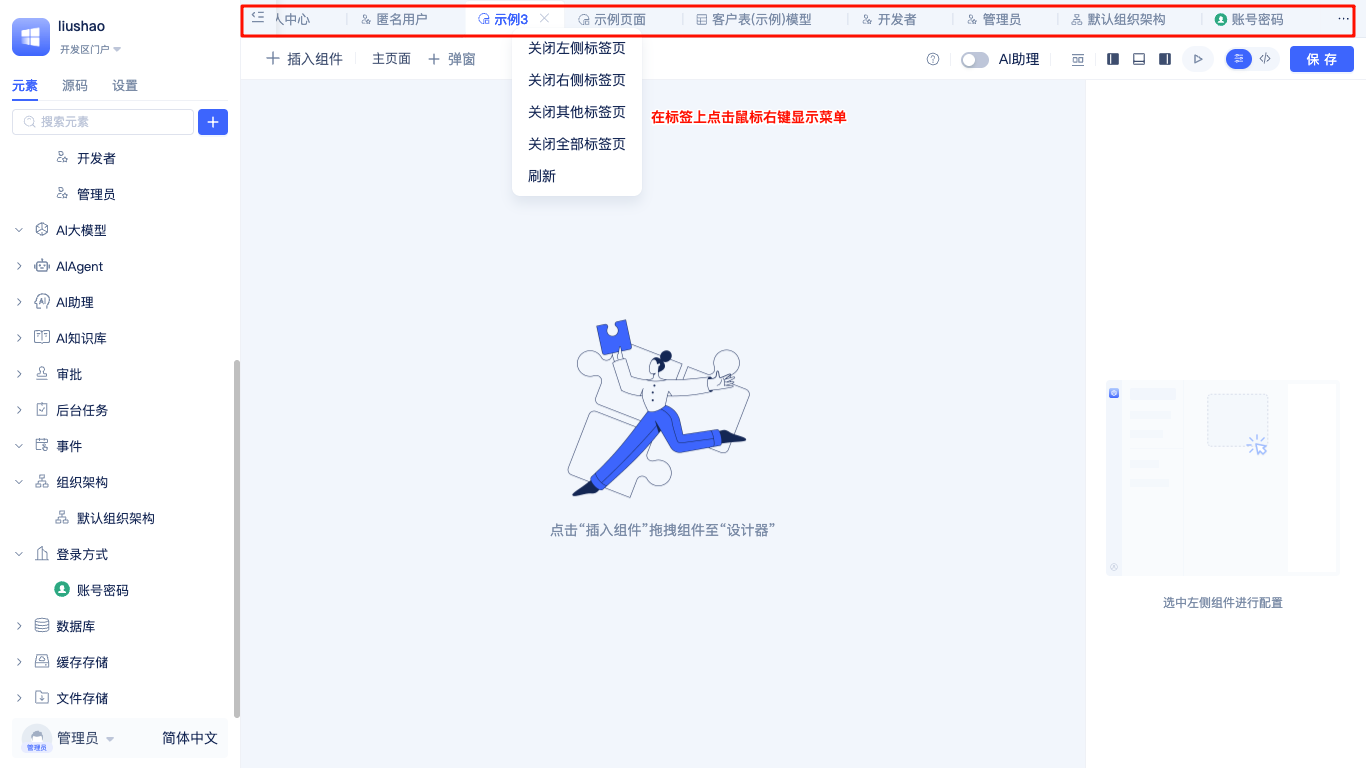 liushao
开发区门户
元素
源码
设置
搜索元素
开发者
管理员
AI大模型
AIAgent
AI助理
AI知识库
审批
后台任务
事件
组织架构
默认组织架构
登录方式
账号密码
数据库
缓存存储
文件存储
管理员
管理员
简体中文
人中心
匿名用户
示例3
示例页面
客户表(示例)模型
开发者
管理员
默认组织架构
账号密码
插入组件
主页面
弹窗
AI助理
保存
关闭左侧标签页
关闭右侧标签页
关闭其他标签页
关闭全部标签页
刷新
在标签上点击鼠标右键显示菜单
点击“插入组件”拖拽组件至“设计器”
选中左侧组件进行配置